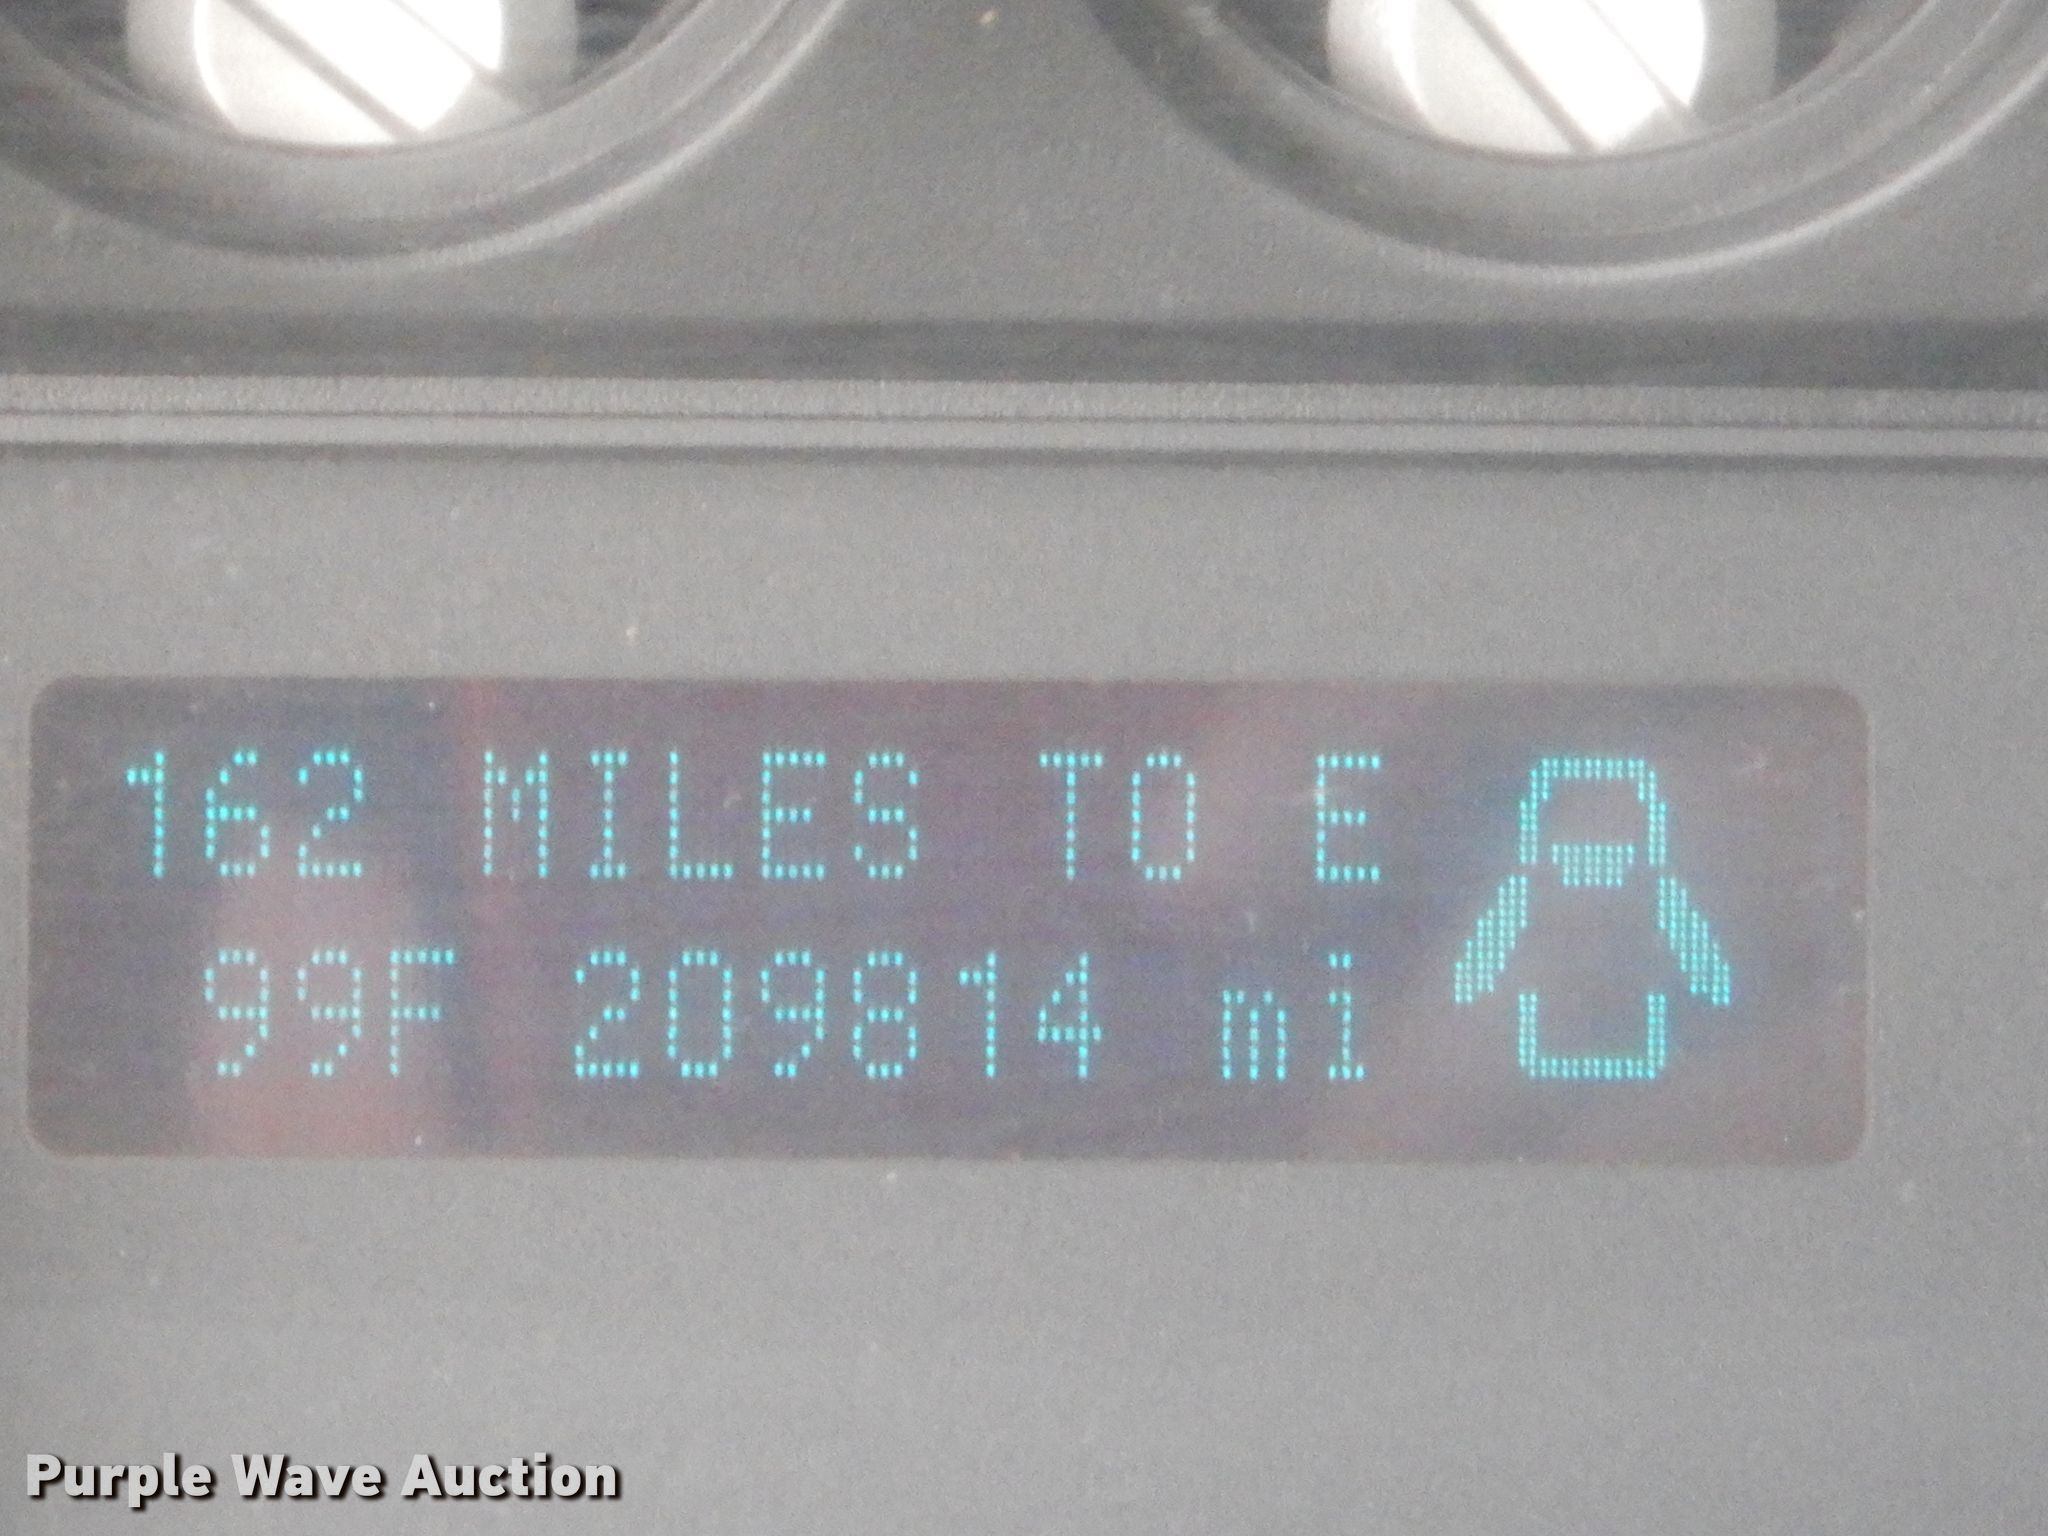 162 MILES TO E
99F 209814 mi
Purple Wave Auction